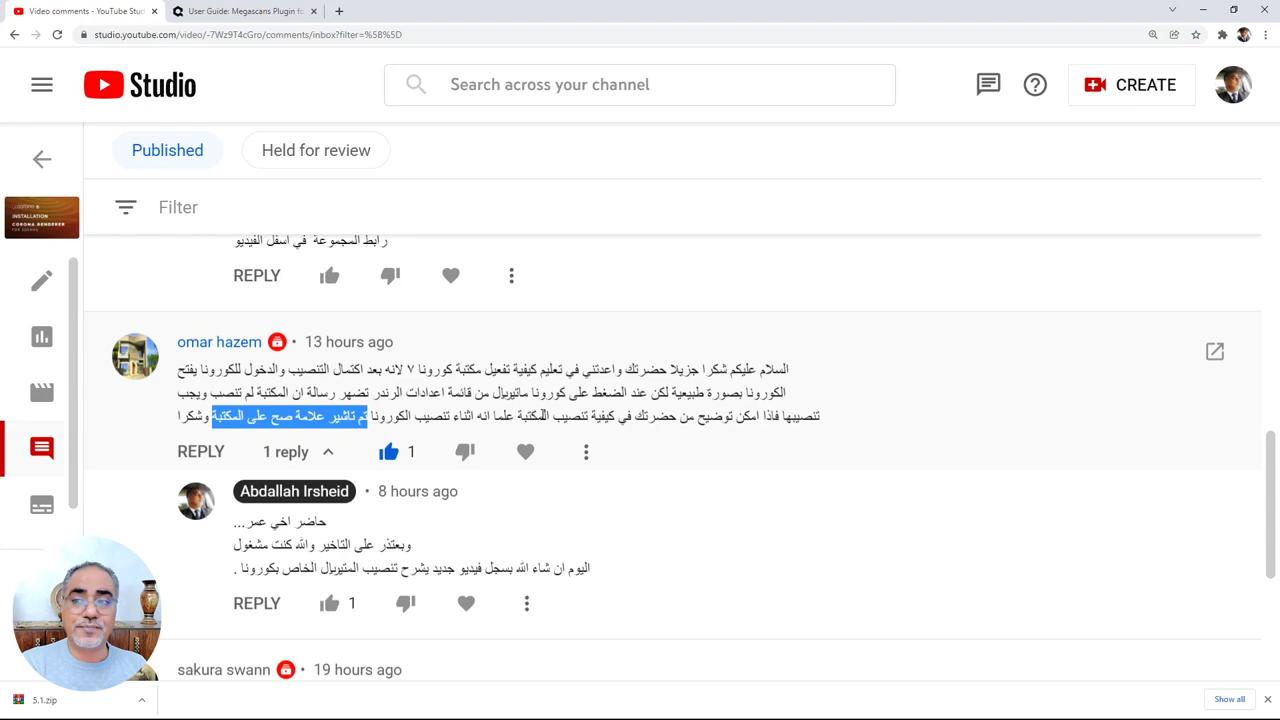 Video comments - YouTube Stud
User Guide: Megascans Plugin fo
studio.youtube.com/video/-7Wz9T4cGro/comments/inbox?filter=%5B%5D
Studio
Search across your channel
CREATE
Published
Held for review
Filter
INSTALLATION
CORONA RENDERER
رابط المجموعة في اسفل الفيديو
REPLY
omar hazem • 13 hours ago
السلام عليكم شكرا جزيلا حضرتك واعدتني في تعليم كيفية تفعيل مكتبة كورونا ٧ لانه بعد اكتمال التنصيب والدخول للكورونا يفتح
الكورونا بصورة طبيعية لكن عند الضغط على كورونا ماتيريال من قائمة اعدادات الرندر تضهر رسالة ان المكتبة لم تنصب ويجب
تنصيبها فاذا امكن توضيح من حضرتك في كيفية تنصيب المكتبة علما انه اثناء تنصيب الكورونا تم تاشير علامة صح على المكتبة وشكرا
REPLY
1 reply
1
Abdallah Irsheid • 8 hours ago
حاضر اخي عمر...
وبعتذر على التاخير والله كنت مشغول
اليوم ان شاء الله بسجل فيديو جديد يشرح تنصيب المتيريال الخاص بكورونا .
REPLY
1
sakura swann • 19 hours ago
5.1.zip
Show all